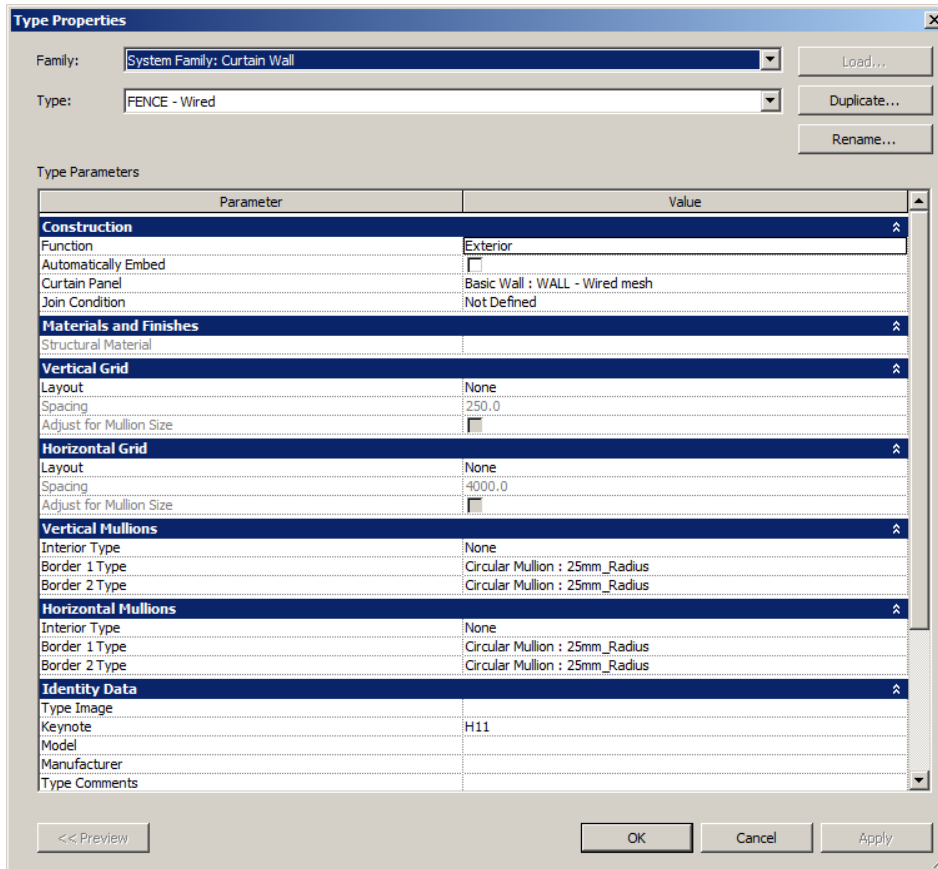 Type Properties
Family: System Family: Curtain Wall Load...
Type: FENCE - Wired Duplicate...
Rename...
Type Parameters
Parameter Value
Construction
Function Exterior
Automatically Embed
Curtain Panel Basic Wall : WALL - Wired mesh
Join Condition Not Defined
Materials and Finishes
Structural Material
Vertical Grid
Layout None
Spacing 250.0
Adjust for Mullion Size
Horizontal Grid
Layout None
Spacing 4000.0
Adjust for Mullion Size
Vertical Mullions
Interior Type None
Border 1 Type Circular Mullion : 25mm_Radius
Border 2 Type Circular Mullion : 25mm_Radius
Horizontal Mullions
Interior Type None
Border 1 Type Circular Mullion : 25mm_Radius
Border 2 Type Circular Mullion : 25mm_Radius
Identity Data
Type Image
Keynote H11
Model
Manufacturer
Type Comments
<< Preview OK Cancel Apply